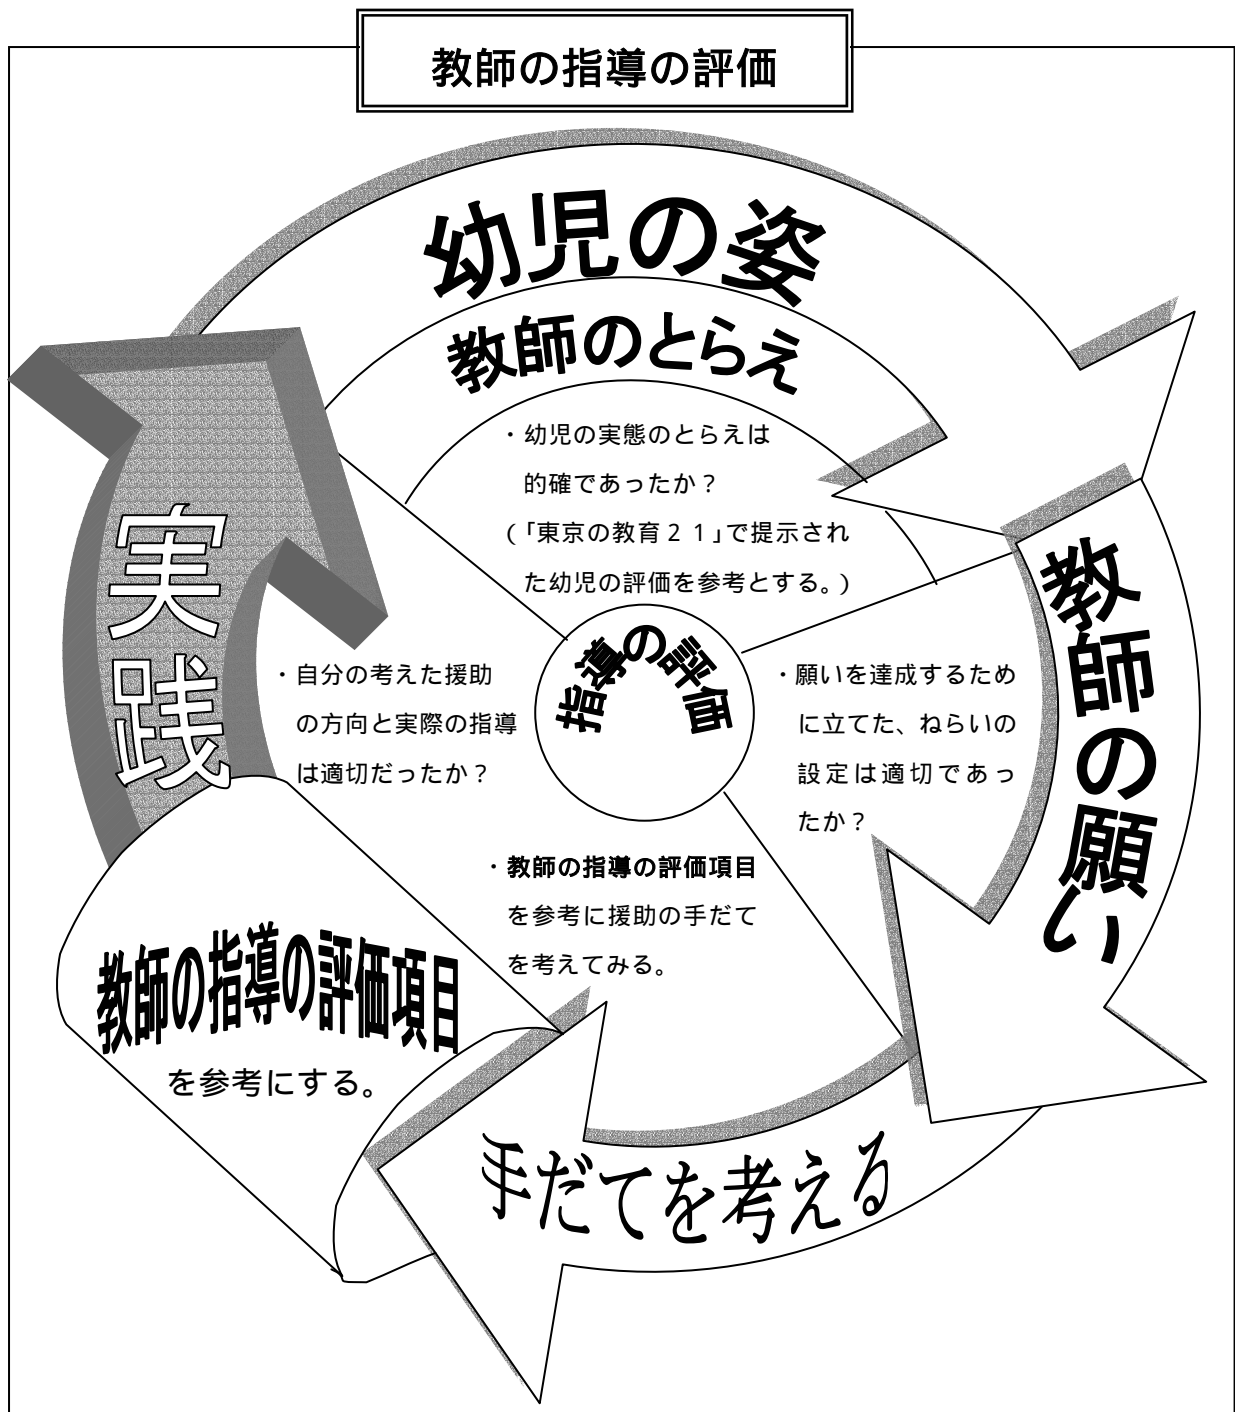 教師の指導の評価
幼児の姿
教師のとらえ
・幼児の実態のとらえは
的確であったか？
（「東京の教育２１」で提示され
た幼児の評価を参考とする。）
指導の評価
教師の願い
・願いを達成するため
に立てた、ねらいの
設定は適切であっ
たか？
・教師の指導の評価項目
を参考に援助の手だて
を考えてみる。
手だてを考える
教師の指導の評価項目
を参考にする。
実践
・自分の考えた援助
の方向と実際の指導
は適切だったか？